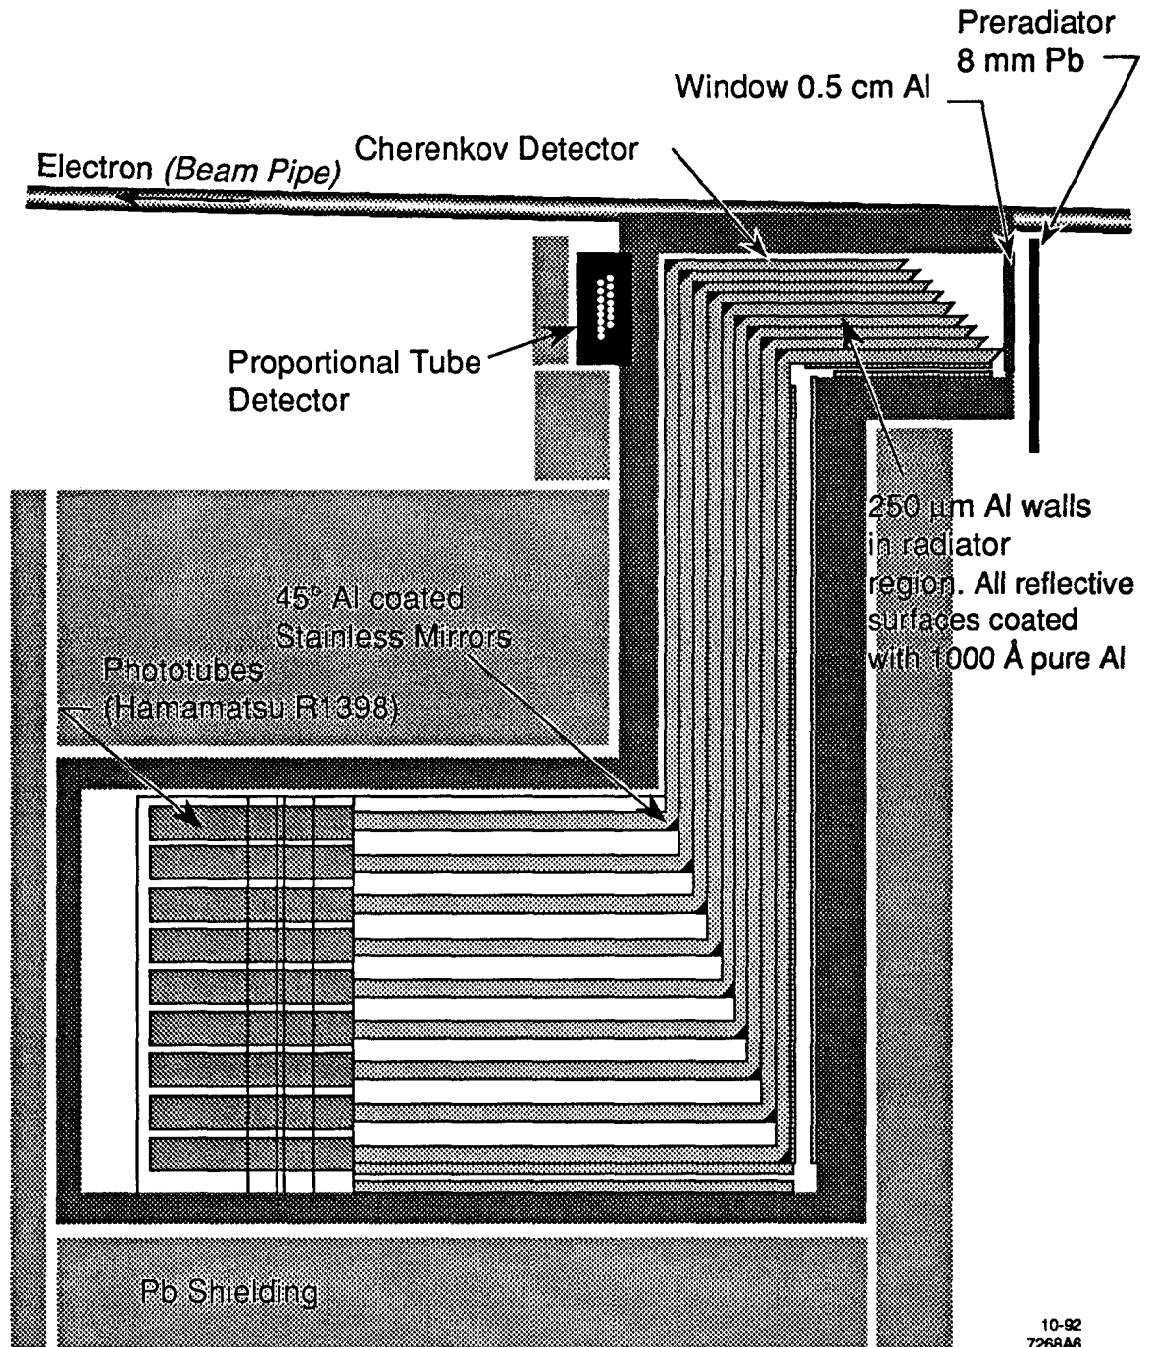 Preradiator
8 mm Pb
Window 0.5 cm Al
Cherenkov Detector
Electron (Beam Pipe)
Proportional Tube
Detector
250 µm Al walls
in radiator
region. All reflective
surfaces coated
with 1000 Å pure Al
45° Al coated
Stainless Mirrors
Phototubes
(Hamamatsu R1398)
Pb Shielding
10-92
7268A6